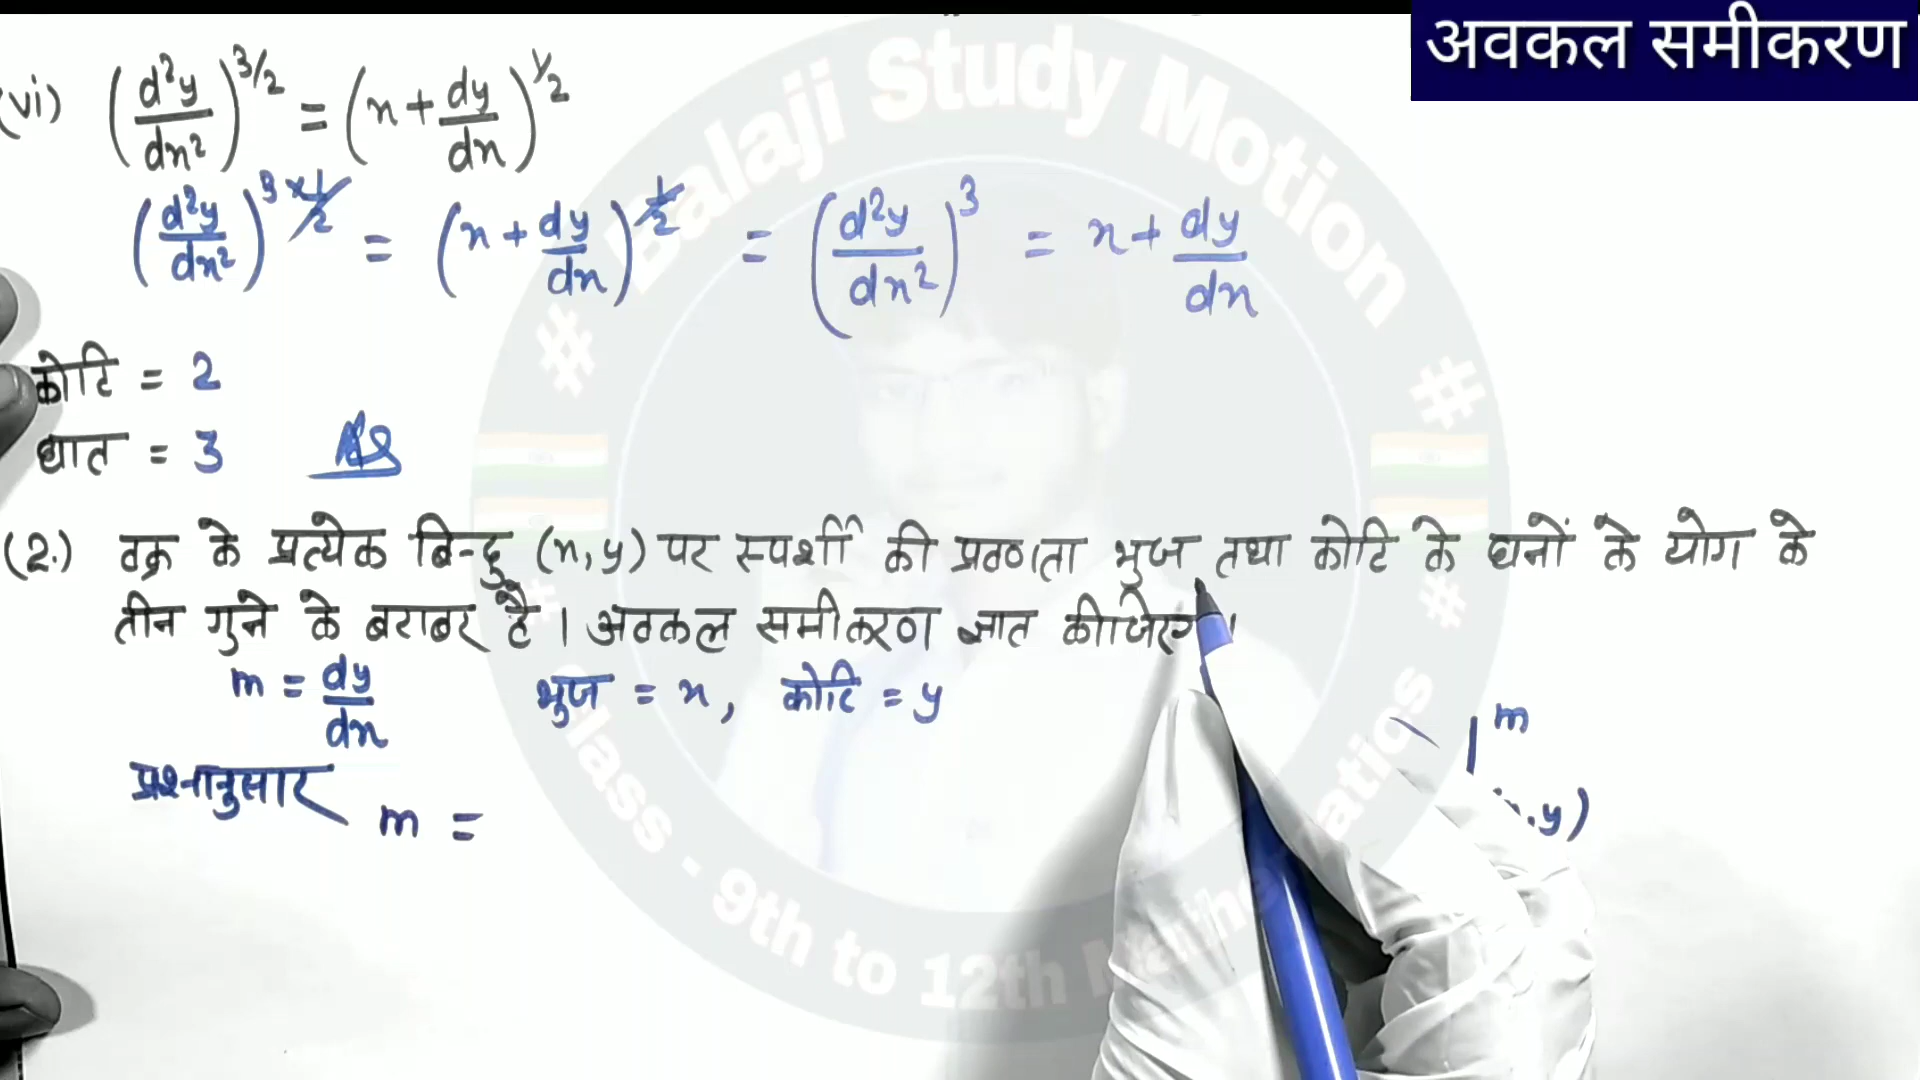 अवकल समीकरण
(vi) (d²y/dx²)^3/2 = (x + dy/dx)^1/2
(d²y/dx²)^3×1/2 = (x + dy/dx)^1/2 = (d²y/dx²)^3 = x + dy/dx
कोटि = 2
घात = 3 Ans
(2.) वक्र के प्रत्येक बिन्दु (x, y) पर स्पर्शी की प्रवणता भुज तथा कोटि के घनों के योग के
तीन गुने के बराबर है। अवकल समीकरण ज्ञात कीजिए।
m = dy/dx भुज = x, कोटि = y
m
, y)
प्रश्नानुसार
m =
# Balaji Study Motion #
# Class - 9th to 12th #